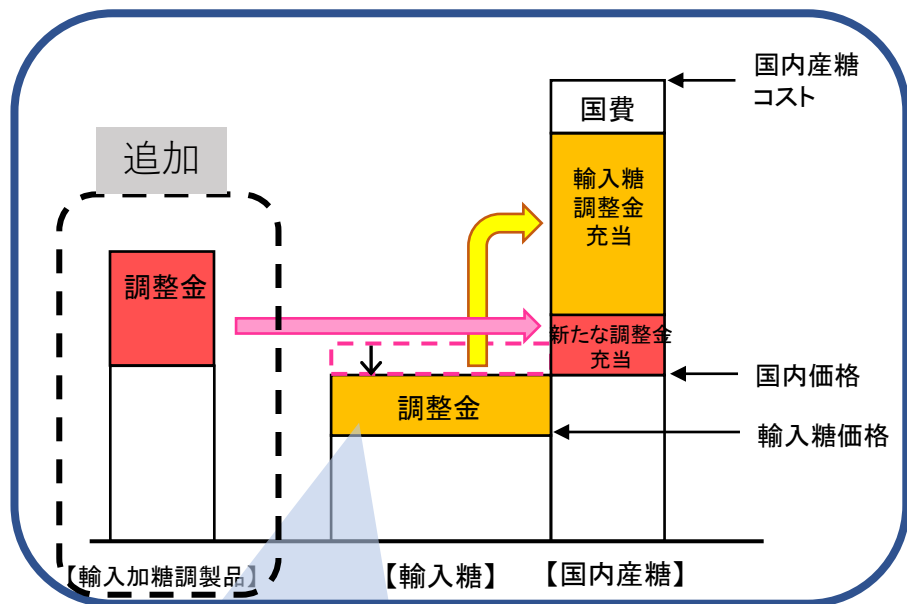 国内産糖
コスト
国費
追加
輸入糖
調整金
充当
調整金
新たな調整金
充当
国内価格
調整金
輸入糖価格
【輸入加糖調製品】
【輸入糖】
【国内産糖】